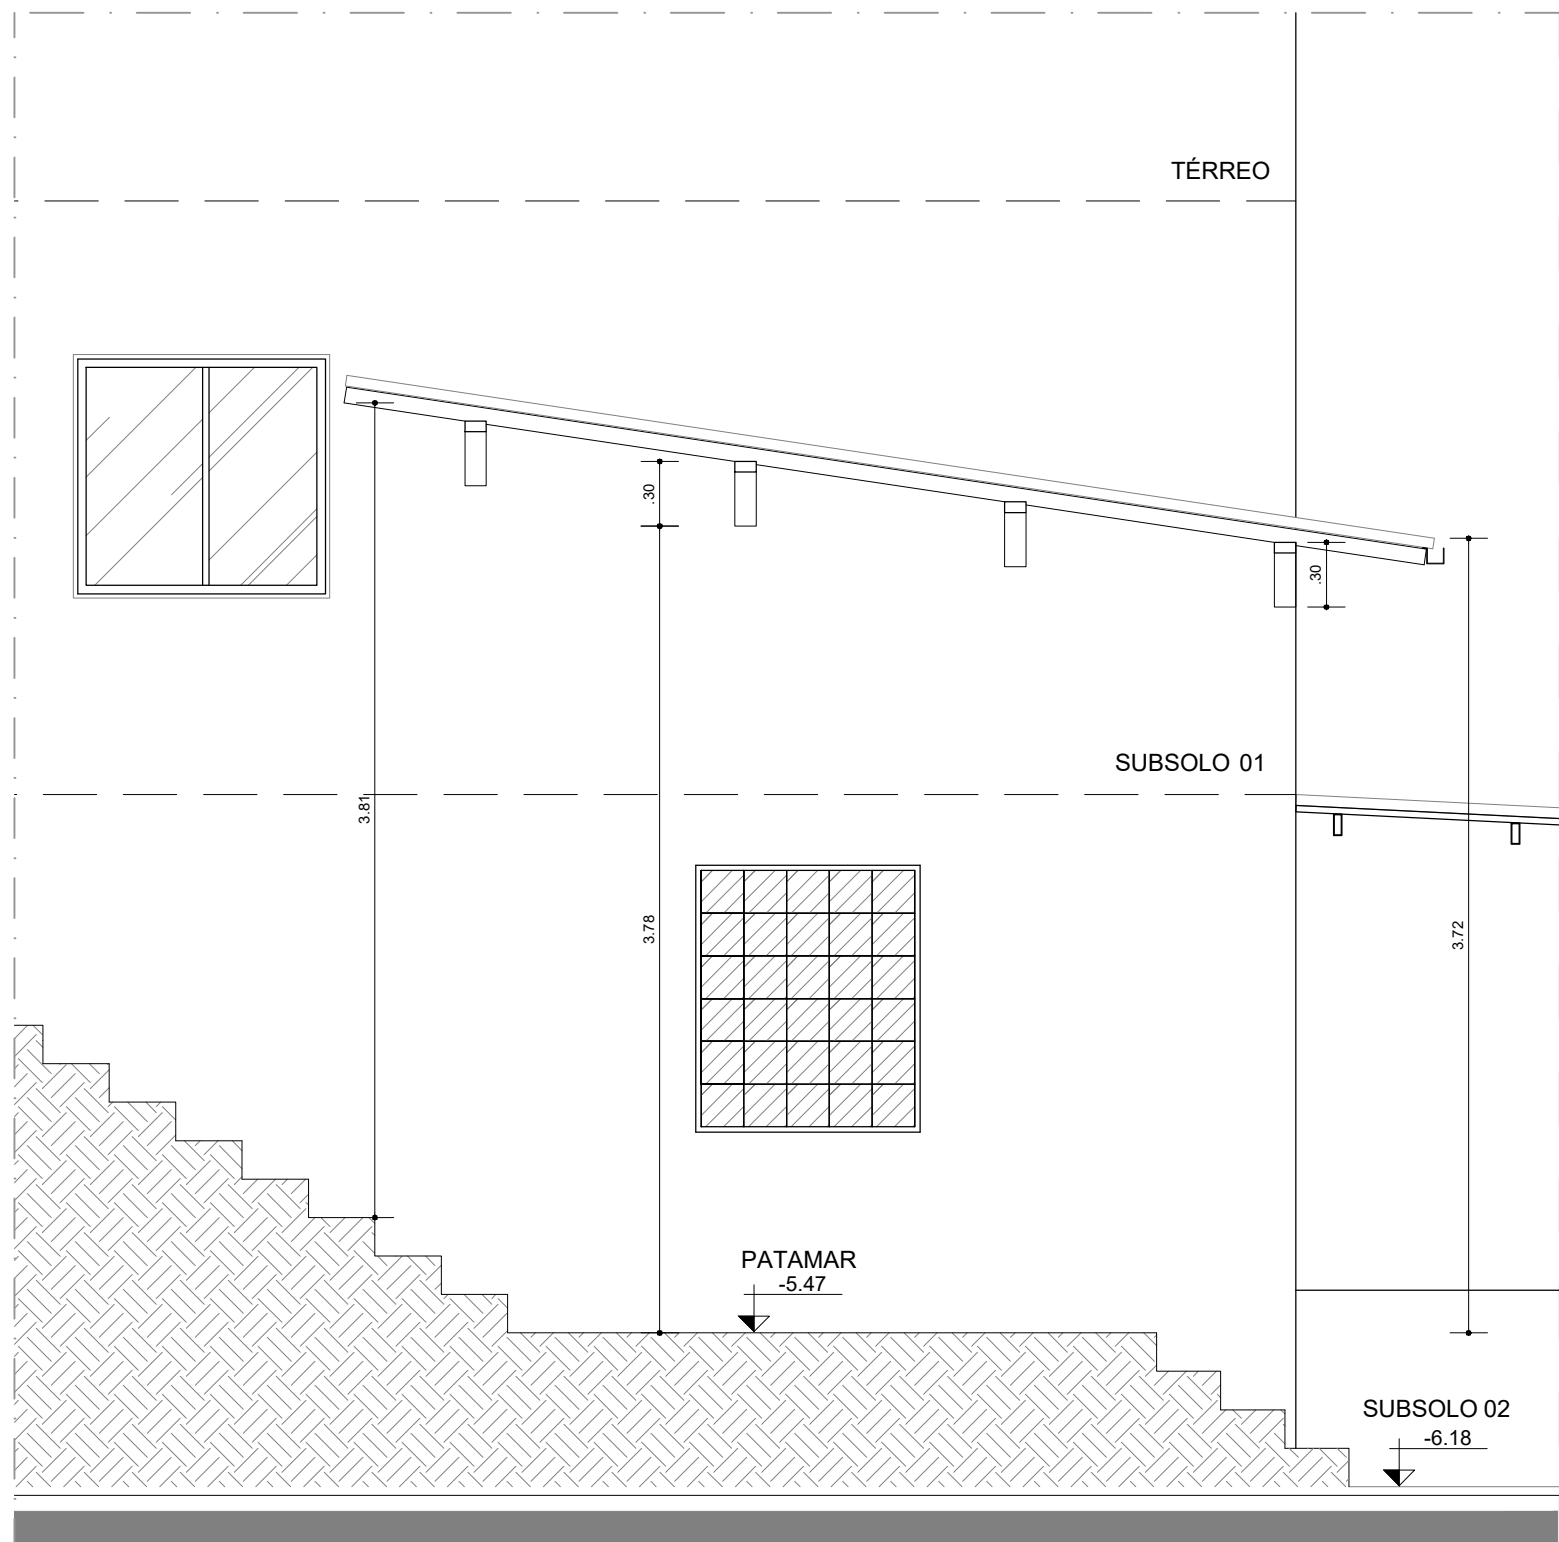 TÉRREO
.30
.30
SUBSOLO 01
3.81
3.78
3.72
PATAMAR
-5.47
SUBSOLO 02
-6.18